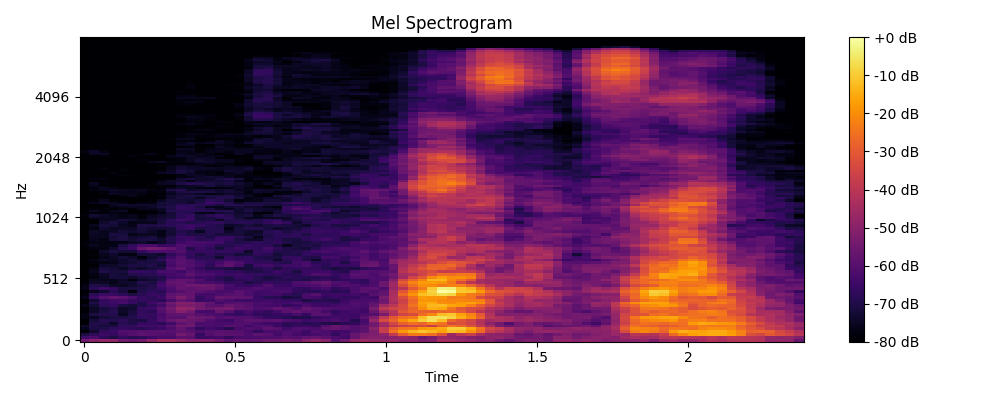 Mel Spectrogram
+0 dB
4096
-10 dB
-20 dB
2048
-30 dB
Hz
1024
-40 dB
-50 dB
512
-60 dB
-70 dB
0
-80 dB
0 0.5 1 1.5 2
Time